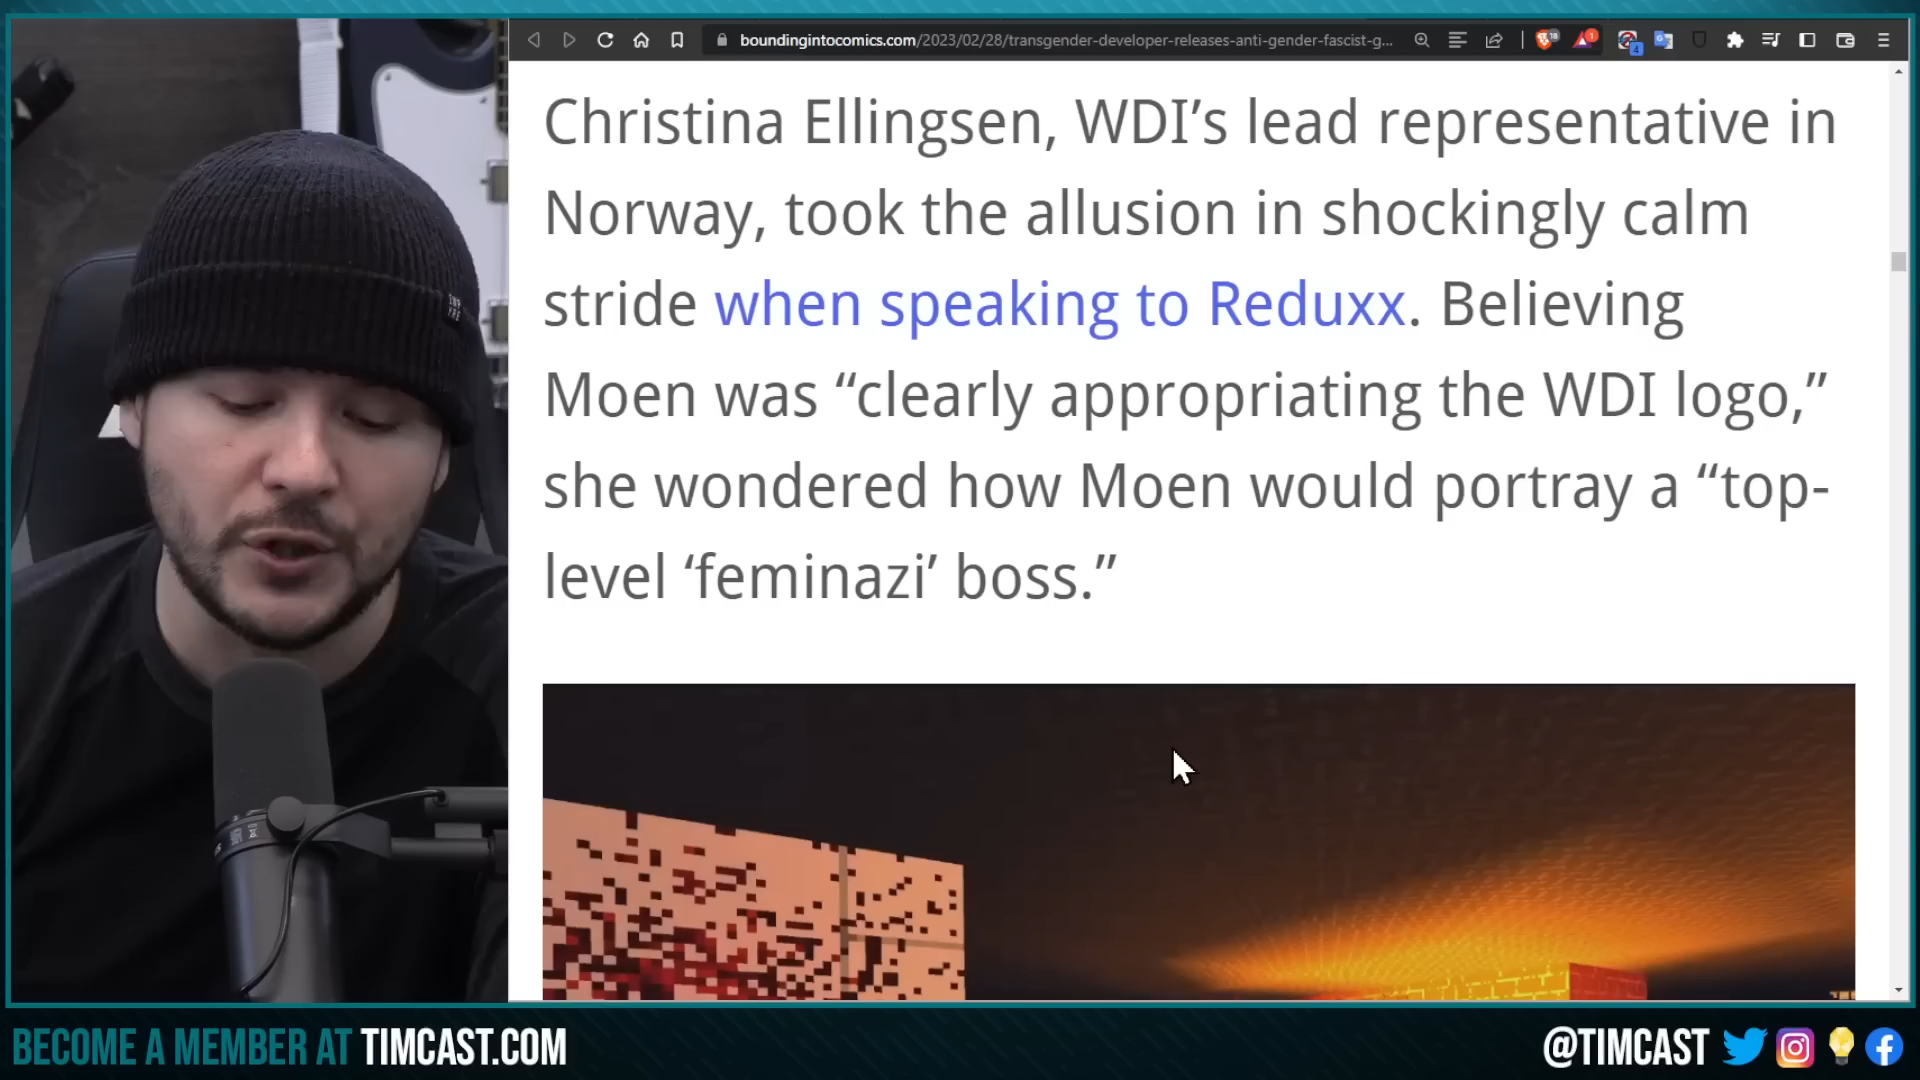 boundingintocomics.com/2023/02/28/transgender-developer-releases-anti-gender-fascist-g...
Christina Ellingsen, WDI’s lead representative in
Norway, took the allusion in shockingly calm
stride when speaking to Reduxx. Believing
Moen was “clearly appropriating the WDI logo,”
she wondered how Moen would portray a “top-
level ‘feminazi’ boss.”
BECOME A MEMBER AT TIMCAST.COM
@TIMCAST